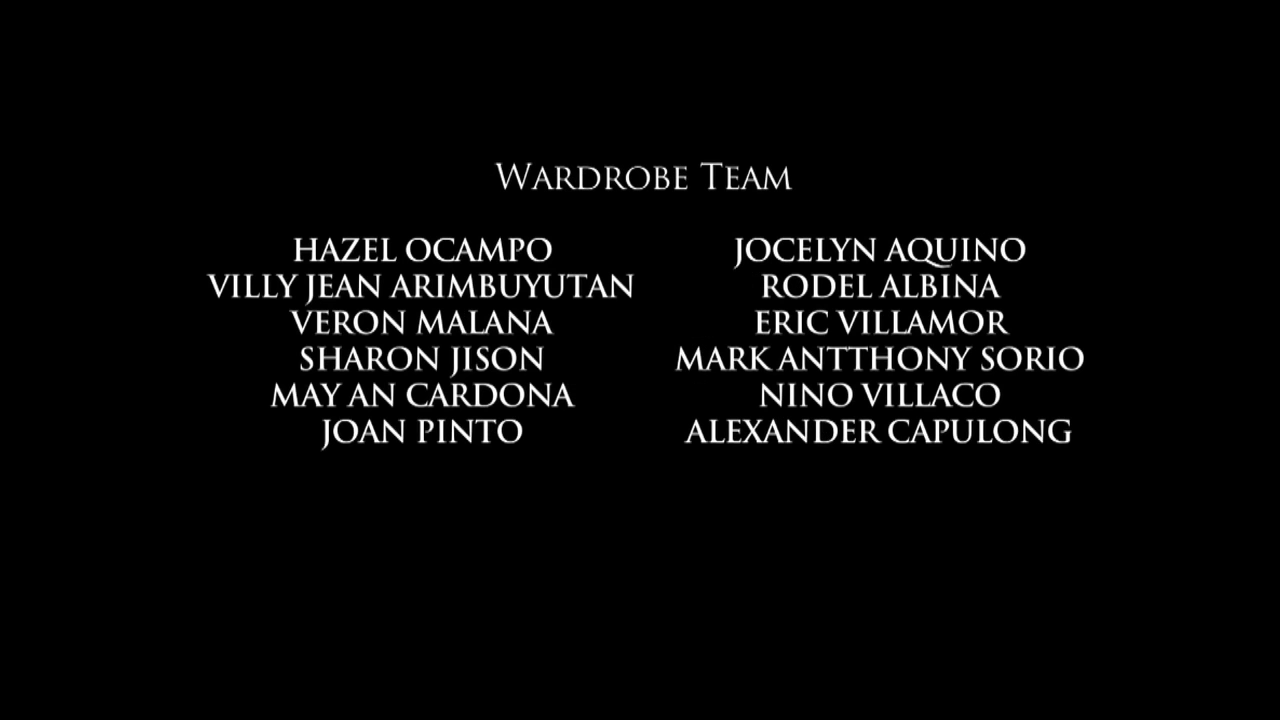 Wardrobe Team
HAZEL OCAMPO
VILLY JEAN ARIMBUYUTAN
VERON MALANA
SHARON JISON
MAY AN CARDONA
JOAN PINTO
JOCELYN AQUINO
RODEL ALBINA
ERIC VILLAMOR
MARK ANTTHONY SORIO
NINO VILLACO
ALEXANDER CAPULONG